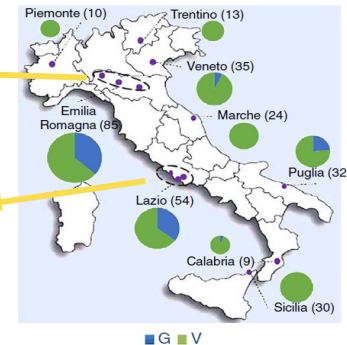 Piemonte (10)
Trentino (13)
Veneto (35)
Emilia
Romagna (85)
Marche (24)
Puglia (32
Lazio (54)
Calabria (9)
Sicilia (30)
G V